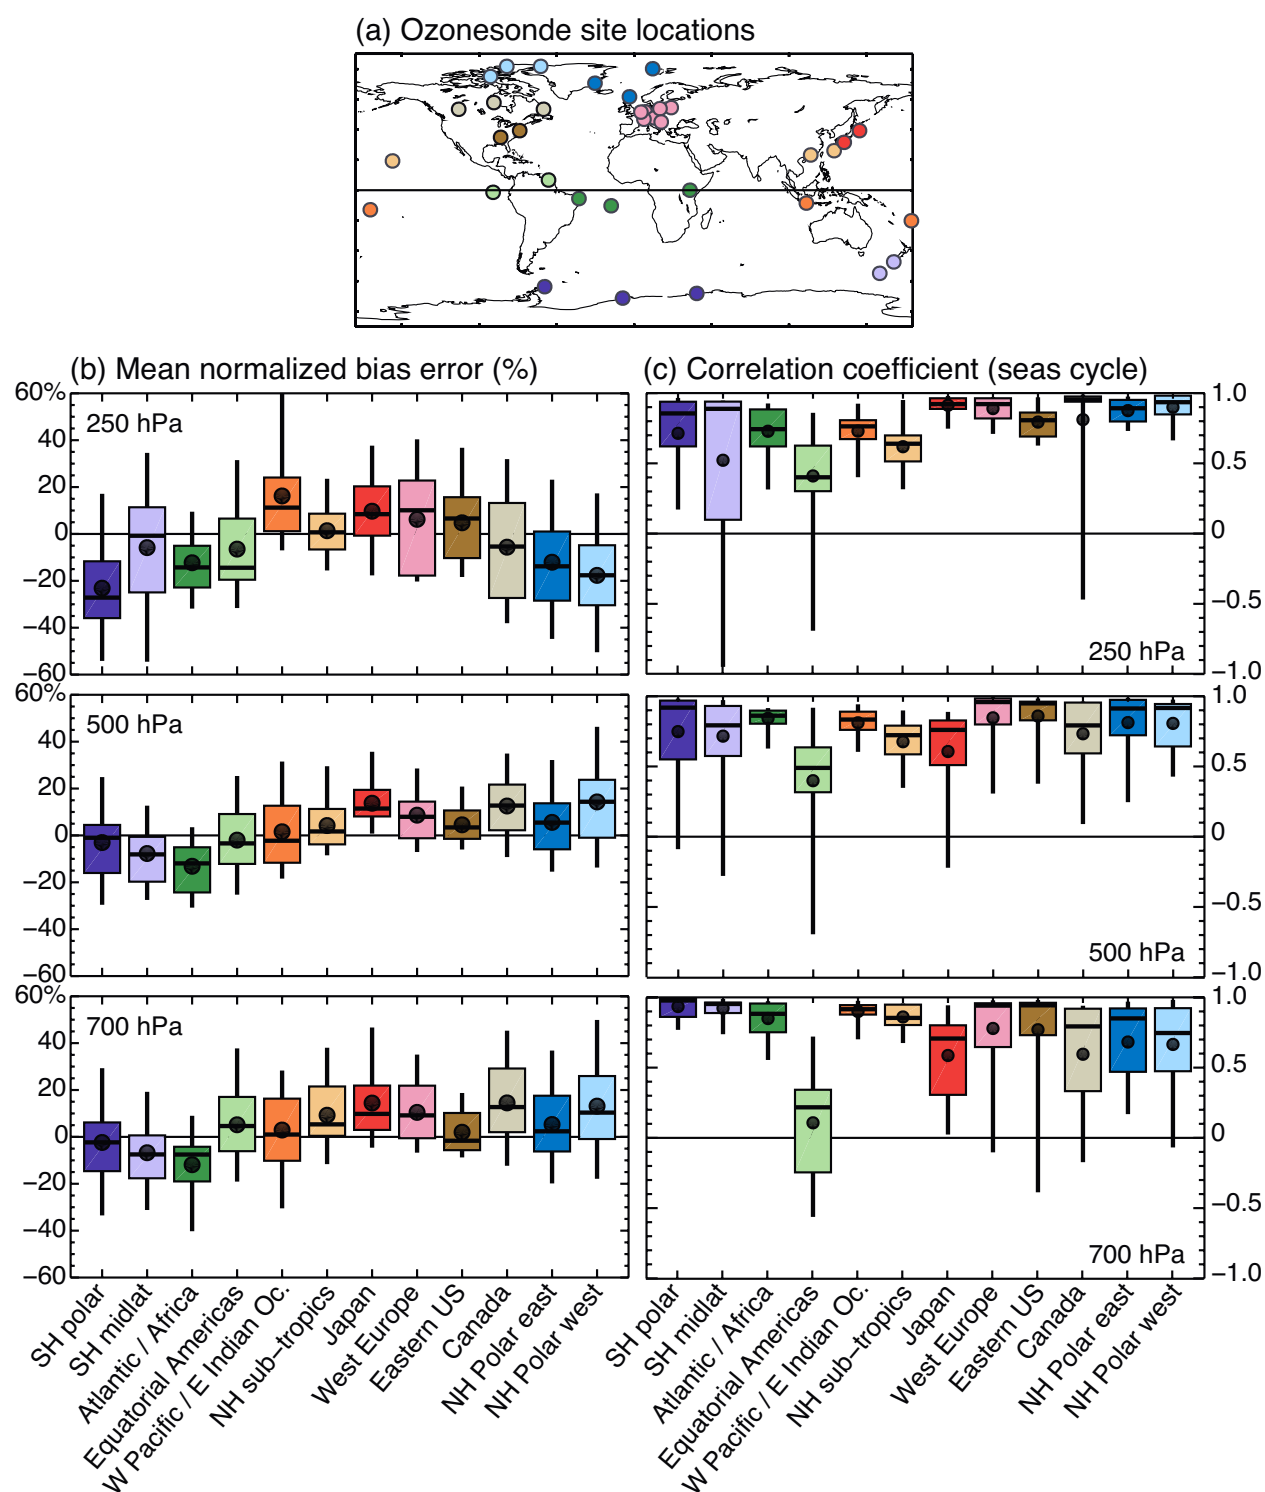 (a) Ozonesonde site locations
(b) Mean normalized bias error (%)
60%
40
20
0
−20
−40
−60
250 hPa
60%
40
20
0
−20
−40
−60
500 hPa
60%
40
20
0
−20
−40
−60
700 hPa
SH polar
SH midlat
Atlantic / Africa
Equatorial Americas
W Pacific / E Indian Oc.
NH sub−tropics
Japan
West Europe
Eastern US
Canada
NH Polar east
NH Polar west
(c) Correlation coefficient (seas cycle)
1.0
0.5
0
−0.5
−1.0
250 hPa
1.0
0.5
0
−0.5
−1.0
500 hPa
1.0
0.5
0
−0.5
−1.0
700 hPa
SH polar
SH midlat
Atlantic / Africa
Equatorial Americas
W Pacific / E Indian Oc.
NH sub−tropics
Japan
West Europe
Eastern US
Canada
NH Polar east
NH Polar west